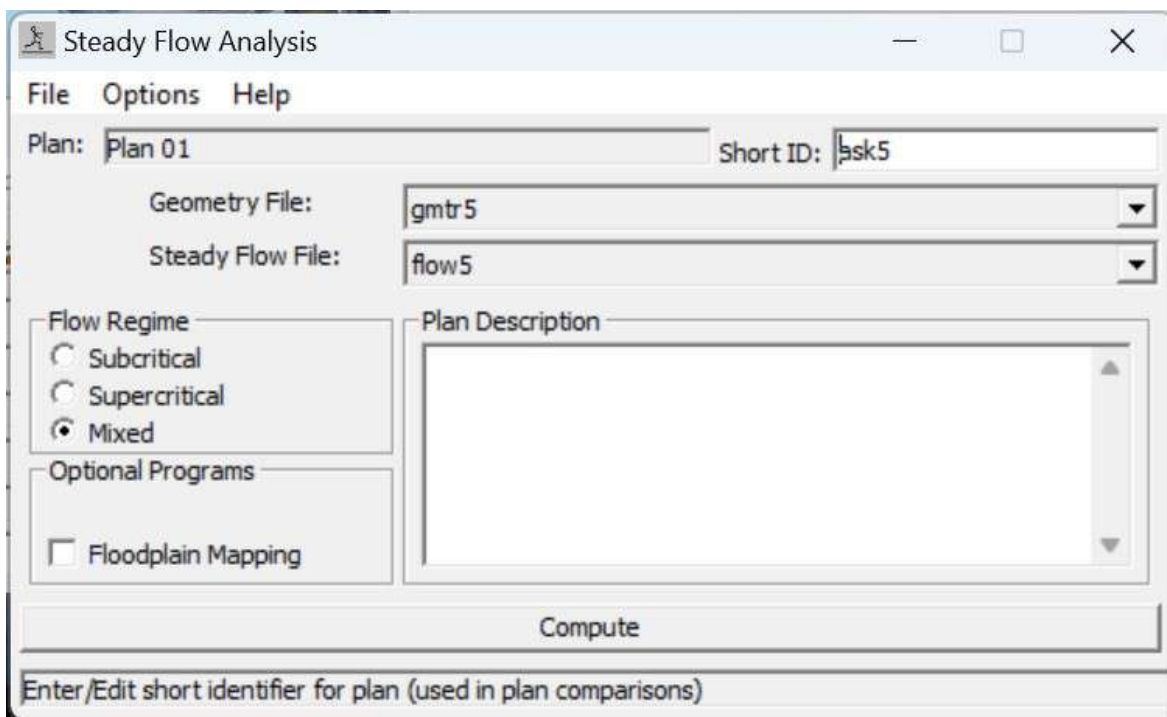 Steady Flow Analysis
File Options Help
Plan: Plan 01 Short ID: ask5
Geometry File: gmtr5
Steady Flow File: flow5
Flow Regime
Subcritical
Supercritical
Mixed
Plan Description
Optional Programs
Floodplain Mapping
Compute
Enter/Edit short identifier for plan (used in plan comparisons)